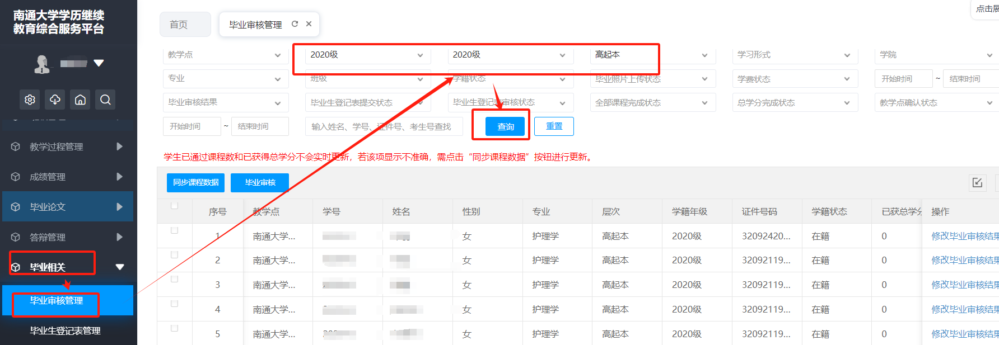 南通大学学历继续
教育综合服务平台
教学过程管理
成绩管理
毕业论文
答辩管理
毕业相关
毕业审核管理
毕业生登记表管理
首页
毕业审核管理
点击展
教学点 2020级 2020级 高起本 学习形式 学院
专业 班级 学籍状态 毕业照片上传状态 学费状态 开始时间 ~ 结束时间
毕业审核结果 毕业生登记表提交状态 毕业生登记表审核状态 全部课程完成状态 总学分完成状态 教学点确认状态
开始时间 ~ 结束时间 输入姓名、学号、证件号、考生号查找 查询 重置
学生已通过课程数和已获得总学分不会实时更新，若该项显示不准确，需点击“同步课程数据”按钮进行更新。
同步课程数据 毕业审核
序号 教学点 学号 姓名 性别 专业 层次 学籍年级 证件号码 学籍状态 已获总学分 操作
1 南通大学... 女 护理学 高起本 2020级 32092420... 在籍 0 修改毕业审核结果
2 南通大学... 女 护理学 高起本 2020级 32092119... 在籍 0 修改毕业审核结果
3 南通大学... 女 护理学 高起本 2020级 32092119... 在籍 0 修改毕业审核结果
4 南通大学... 女 护理学 高起本 2020级 32092119... 在籍 0 修改毕业审核结果
5 南通大学... 女 护理学 高起本 2020级 32092119... 在籍 0 修改毕业审核结果